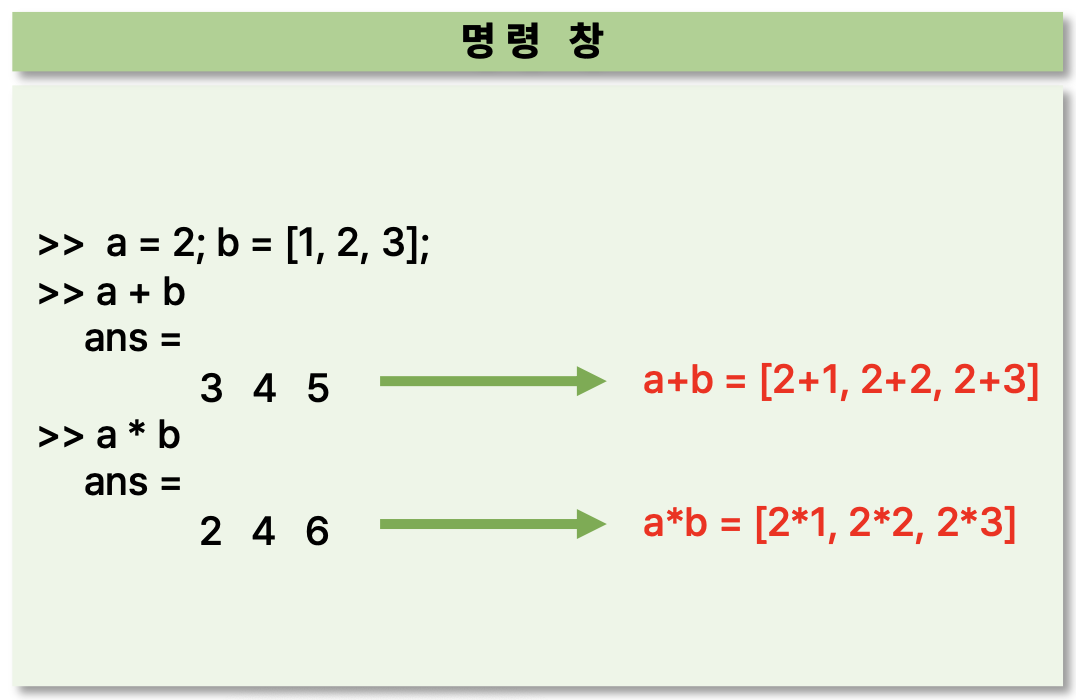 명령 창
>> a = 2; b = [1, 2, 3];
>> a + b
ans =
3 4 5
a+b = [2+1, 2+2, 2+3]
>> a * b
ans =
2 4 6
a*b = [2*1, 2*2, 2*3]